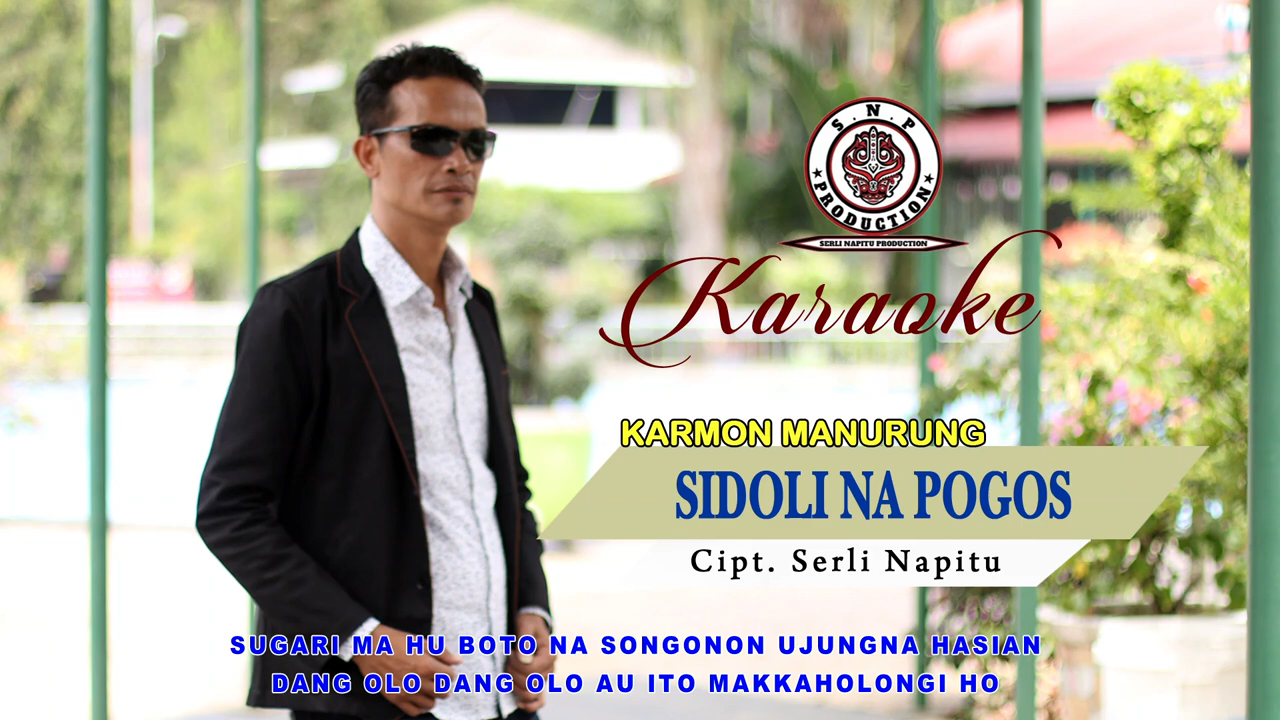 S.N.P
PRODUCTION
SERLI NAPITU PRODUCTION
Karaoke
KARMON MANURUNG
SIDOLI NA POGOS
Cipt. Serli Napitu
SUGARI MA HU BOTO NA SONGONON UJUNGNA HASIAN
DANG OLO DANG OLO AU ITO MAKKAHOLONGI HO